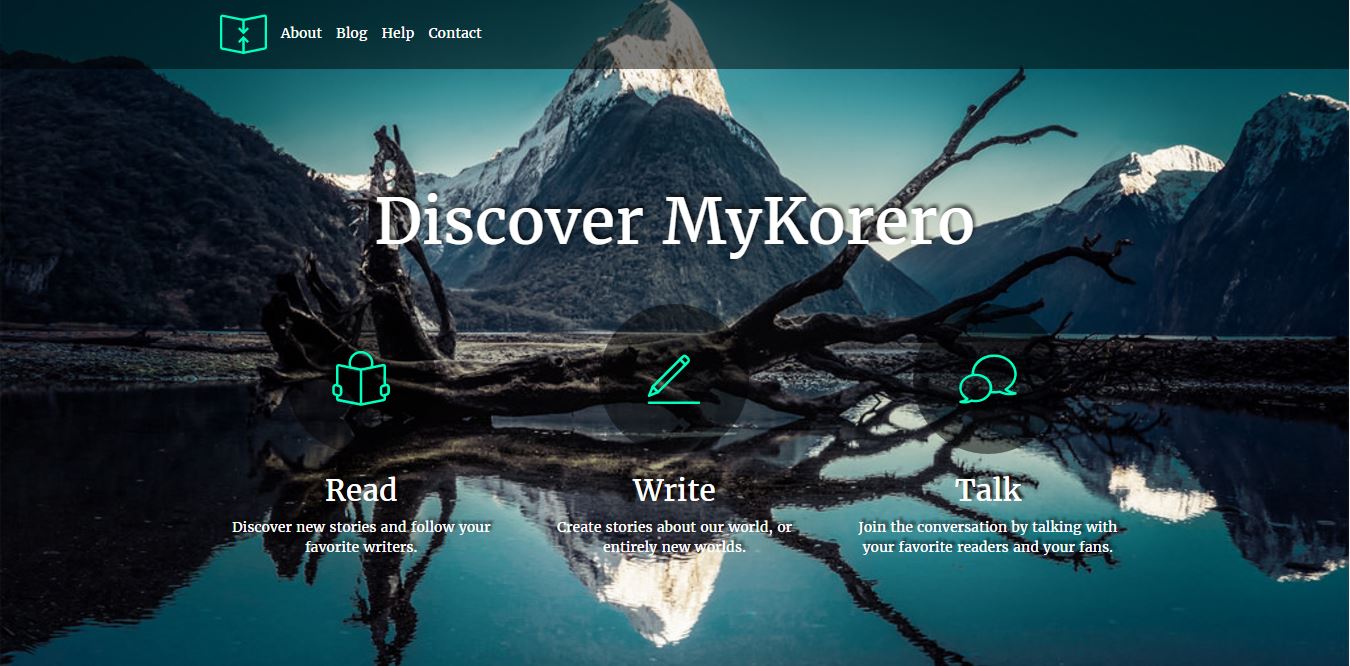 About Blog Help Contact
Discover MyKorero
Read
Discover new stories and follow your
favorite writers.
Write
Create stories about our world, or
entirely new worlds.
Talk
Join the conversation by talking with
your favorite readers and your fans.